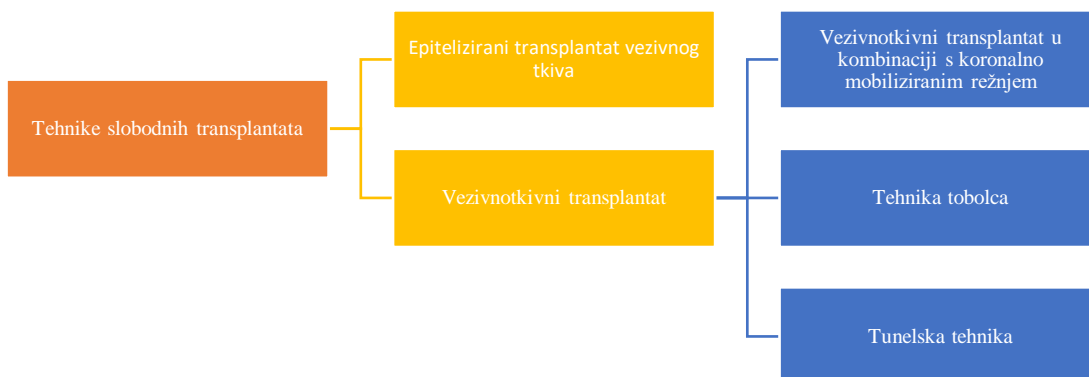 Tehnike slobodnih transplantata
Epitelizirani transplantat vezivnog
tkiva
Vezivnotkivni transplantat
Vezivnotkivni transplantat u
kombinaciji s koronalno
mobiliziranim režnjem
Tehnika tobolca
Tunelska tehnika